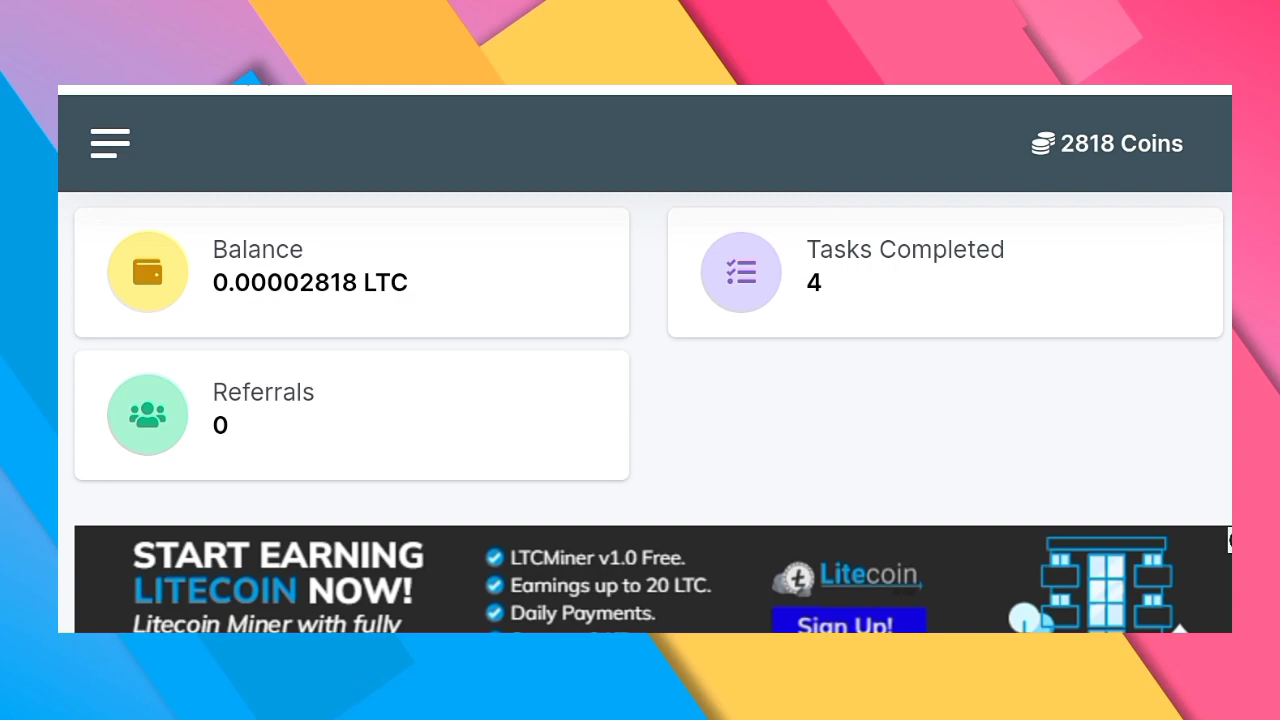 2818 Coins
Balance
0.00002818 LTC
Tasks Completed
4
Referrals
0
START EARNING
LITECOIN NOW!
Litecoin Miner with fully
LTCMiner v1.0 Free.
Earnings up to 20 LTC.
Daily Payments.
Litecoin
Sign Up!